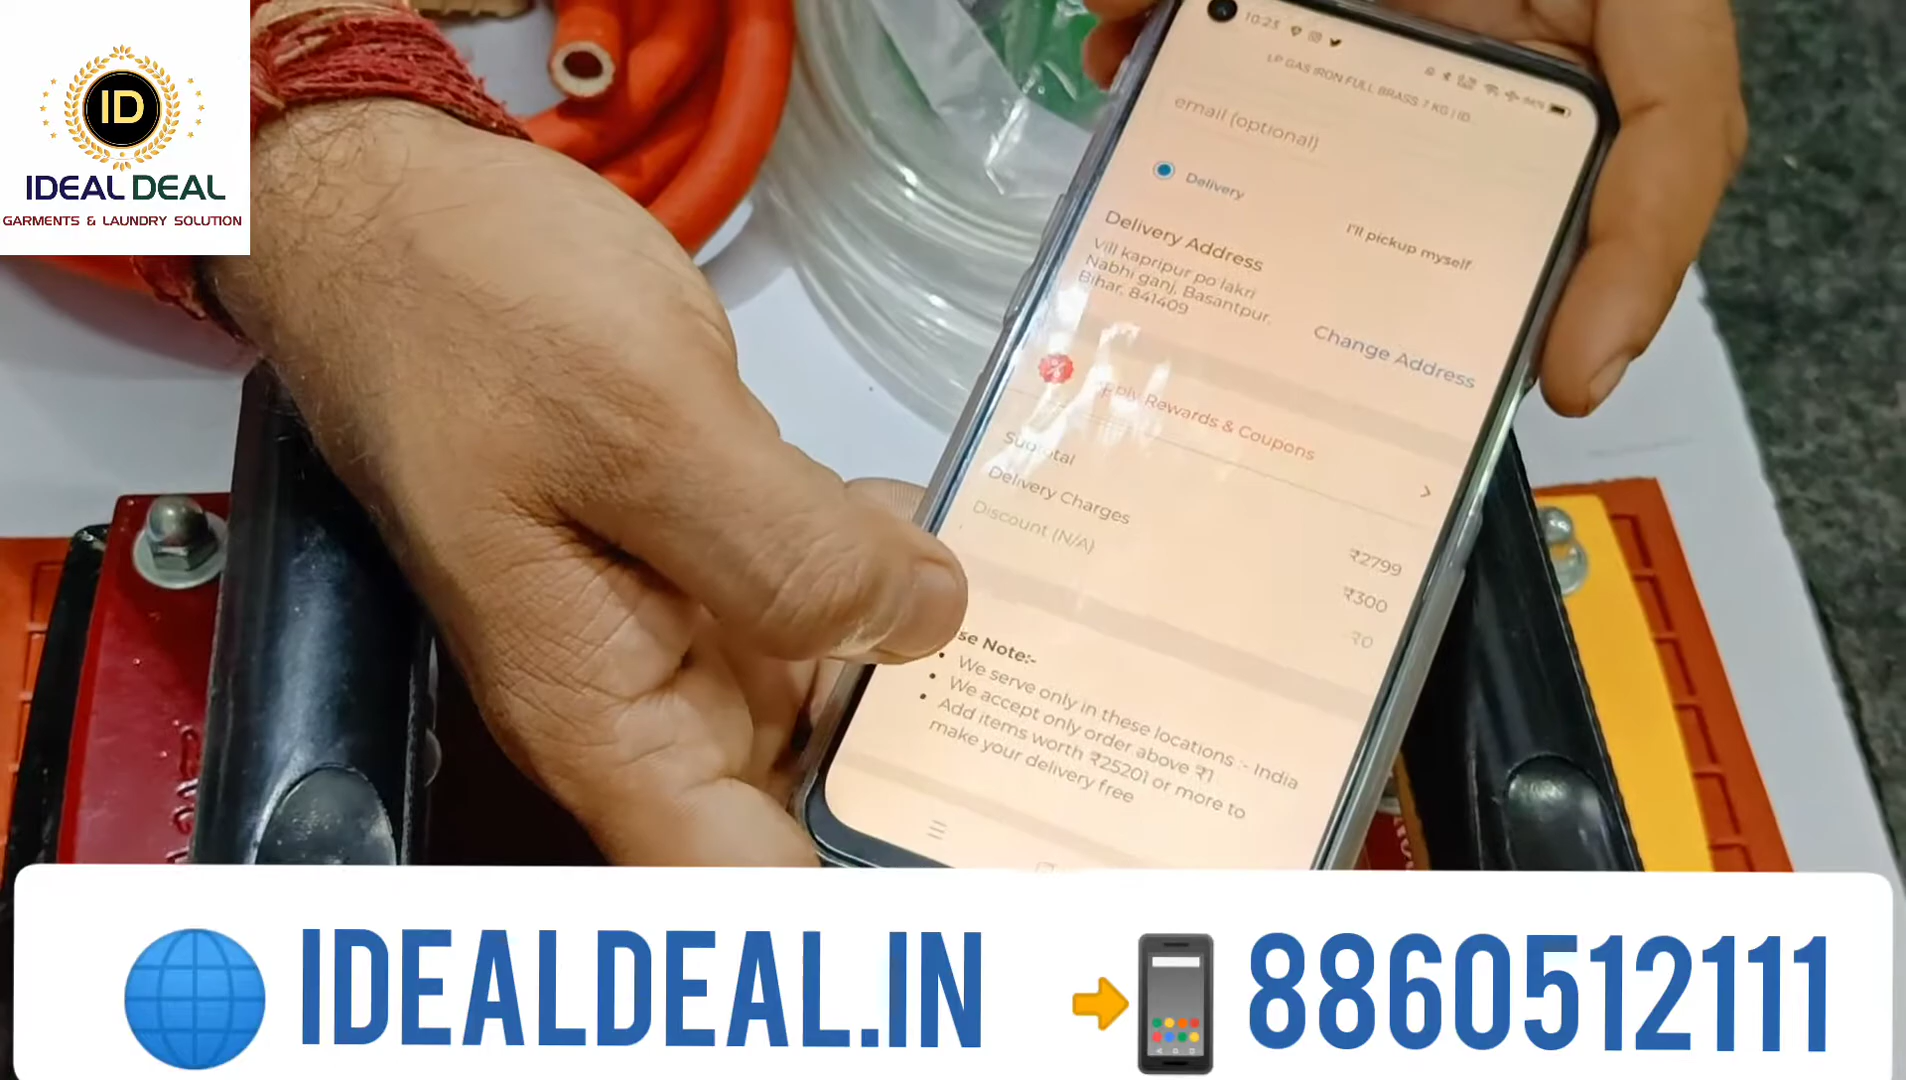 ID
IDEAL DEAL
GARMENTS & LAUNDRY SOLUTION
10:23
LP GAS IRON FULL BRASS 7 KG | ID...
email (optional)
Delivery
I'll pickup myself
Delivery Address
Vill kapripur po lakri
Nabhi ganj, Basantpur,
Bihar, 841409
Change Address
pply Rewards & Coupons
Subtotal
₹2799
Delivery Charges
₹300
Discount (N/A)
-₹0
se Note:-
• We serve only in these locations :- India
• We accept only order above ₹1
• Add items worth ₹25201 or more to
make your delivery free
IDEALDEAL.IN
8860512111